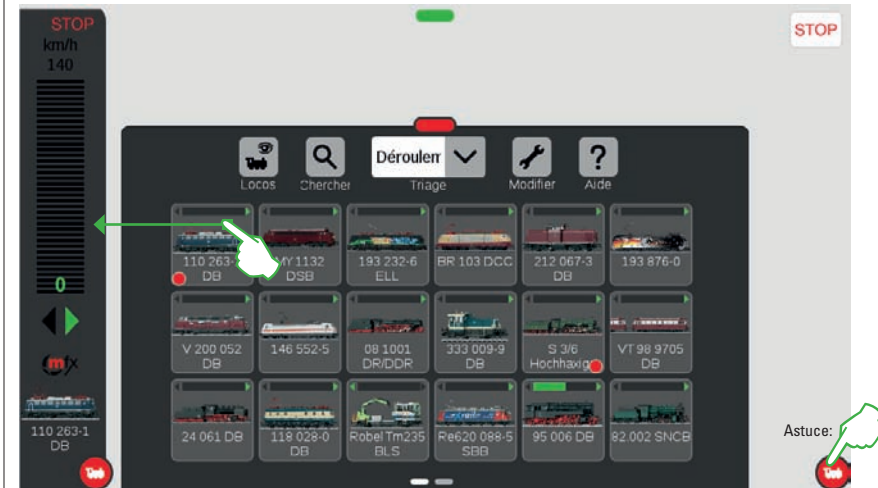 STOP
km/h
140
0
mfx
110 263-1
DB
STOP
Déroulem
Locos
Chercher
Triage
Modifier
?
Aide
110 263-
DB
MY 1132
DSB
193 232-6
ELL
BR 103 DCC
212 067-3
DB
193 876-0
V 200 052
DB
146 552-5
08 1001
DR/DDR
333 009-9
DB
S 3/6
Hochhaxig
VT 98 9705
DB
24 061 DB
118 028-0
DB
Robel Tm235
BLS
Re620 088-5
SBB
95 006 DB
82.002 SNCB
Astuce: